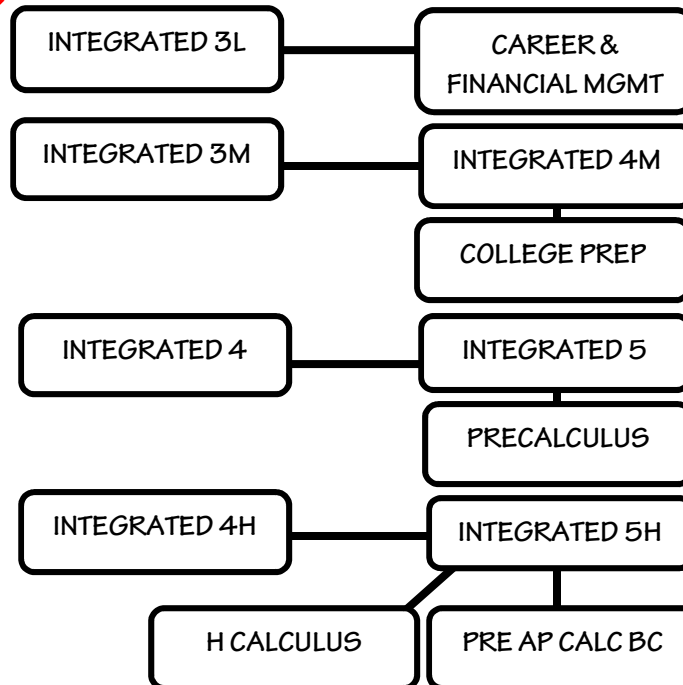 INTEGRATED 3L
CAREER &
FINANCIAL MGMT
INTEGRATED 3M
INTEGRATED 4M
COLLEGE PREP
INTEGRATED 4
INTEGRATED 5
PRECALCULUS
INTEGRATED 4H
INTEGRATED 5H
H CALCULUS
PRE AP CALC BC